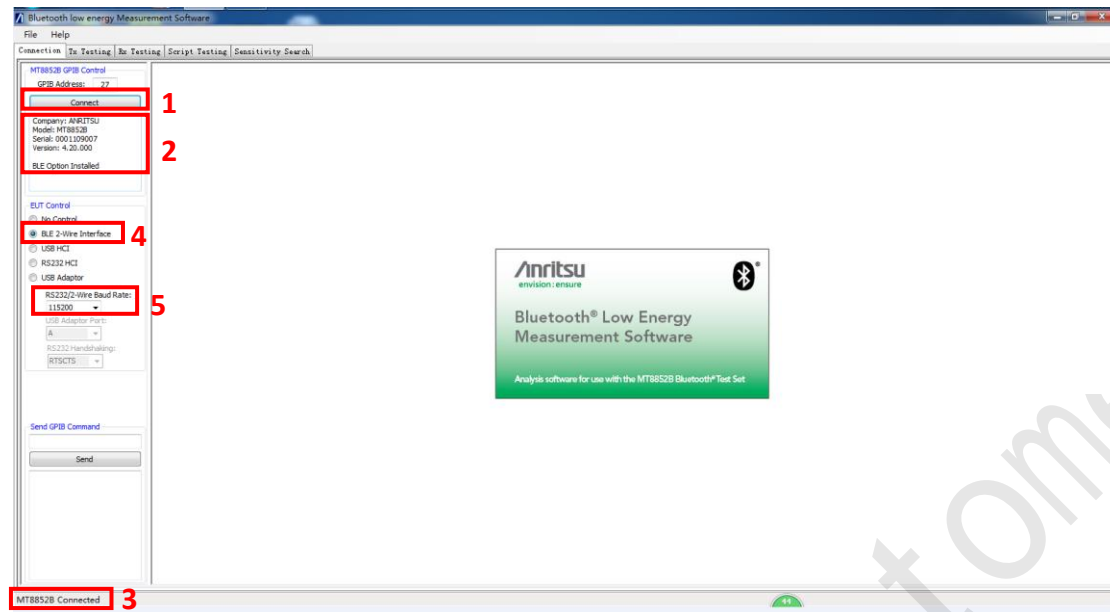 Bluetooth low energy Measurement Software
File Help
Connection Tx Testing Rx Testing Script Testing Sensitivity Search
MT8852B GPIB Control
GPIB Address: 27
Connect
1
Company: ANRITSU
Model: MT8852B
Serial: 0001109007
Version: 4.20.000
BLE Option Installed
2
EUT Control
No Control
BLE 2-Wire Interface
4
USB HCI
RS232 HCI
USB Adaptor
RS232/2-Wire Baud Rate:
115200
5
USB Adaptor Port:
A
RS232 Handshaking:
RTSCTS
Send GPIB Command
Send
Anritsu
envision : ensure
Bluetooth® Low Energy
Measurement Software
Analysis software for use with the MT8852B Bluetooth® Test Set
MT8852B Connected
3